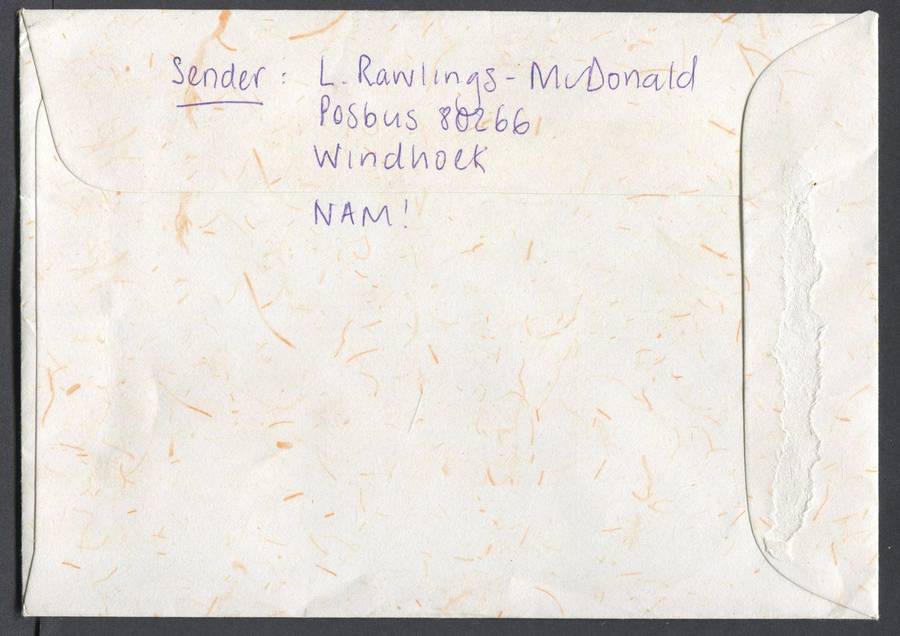 Sender : L. Rawlings - McDonald
Posbus 80266
Windhoek
NAM!